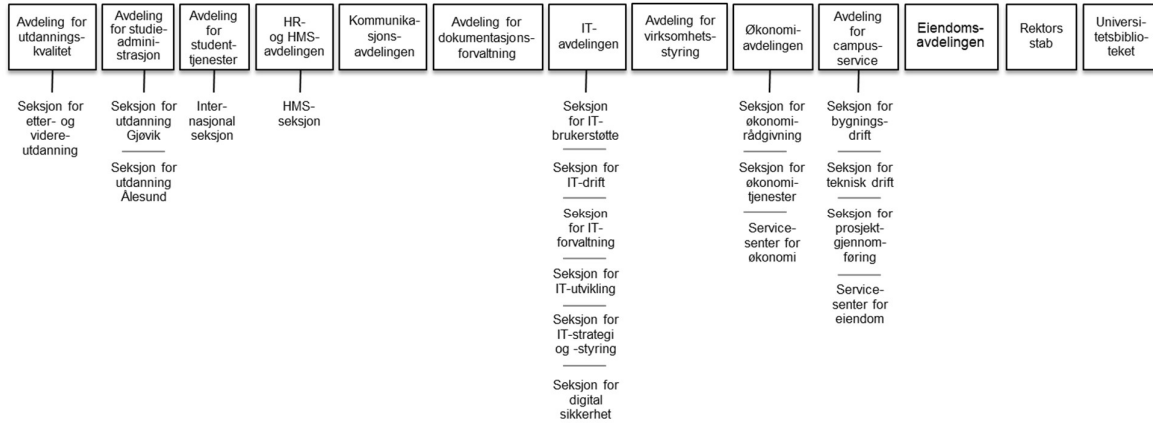 Avdeling for
utdannings-
kvalitet
Avdeling
for studie-
admini-
strasjon
Avdeling
for
student-
tjenester
HR-
og HMS-
avdelingen
Kommunika-
sjons-
avdelingen
Avdeling for
dokumentasjons-
forvaltning
IT-
avdelingen
Avdeling for
virksomhets-
styring
Økonomi-
avdelingen
Avdeling
for
campus-
service
Eiendoms-
avdelingen
Rektors
stab
Universi-
tetsbiblio-
teket
Seksjon for
etter- og
videre-
utdanning
Seksjon for
utdanning
Gjøvik
Seksjon for
utdanning
Ålesund
Inter-
nasjonal
seksjon
HMS-
seksjon
Seksjon
for IT-
brukerstøtte
Seksjon for
IT-drift
Seksjon
for IT-
forvaltning
Seksjon for
IT-utvikling
Seksjon for
IT-strategi
og -styring
Seksjon for
digital
sikkerhet
Seksjon for
økonomi-
rådgivning
Seksjon for
økonomi-
tjenester
Service-
senter for
økonomi
Seksjon for
bygnings-
drift
Seksjon for
teknisk drift
Seksjon for
prosjekt-
gjennom-
føring
Service-
senter for
eiendom